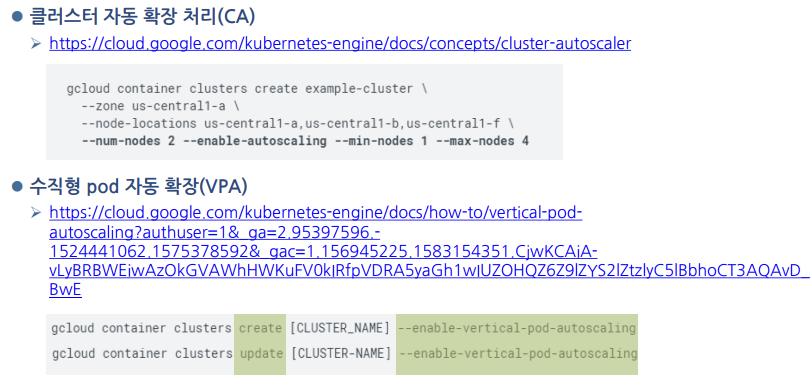 ● 클러스터 자동 확장 처리(CA)
➢ https://cloud.google.com/kubernetes-engine/docs/concepts/cluster-autoscaler
gcloud container clusters create example-cluster \
--zone us-central1-a \
--node-locations us-central1-a,us-central1-b,us-central1-f \
--num-nodes 2 --enable-autoscaling --min-nodes 1 --max-nodes 4
● 수직형 pod 자동 확장(VPA)
➢ https://cloud.google.com/kubernetes-engine/docs/how-to/vertical-pod-
autoscaling?authuser=1&_ga=2.95397596.-
1524441062.1575378592&_gac=1.156945225.1583154351.CjwKCAjA-
vLyBRBWEiwAzOkGVAWhHWKuFV0kIRfpVDRA5yaGh1wJUZOHQZ6Z9lZYS2lZtzlyC5lBbhoCT3AQAvD_
BwE
gcloud container clusters create [CLUSTER_NAME] --enable-vertical-pod-autoscaling
gcloud container clusters update [CLUSTER-NAME] --enable-vertical-pod-autoscaling